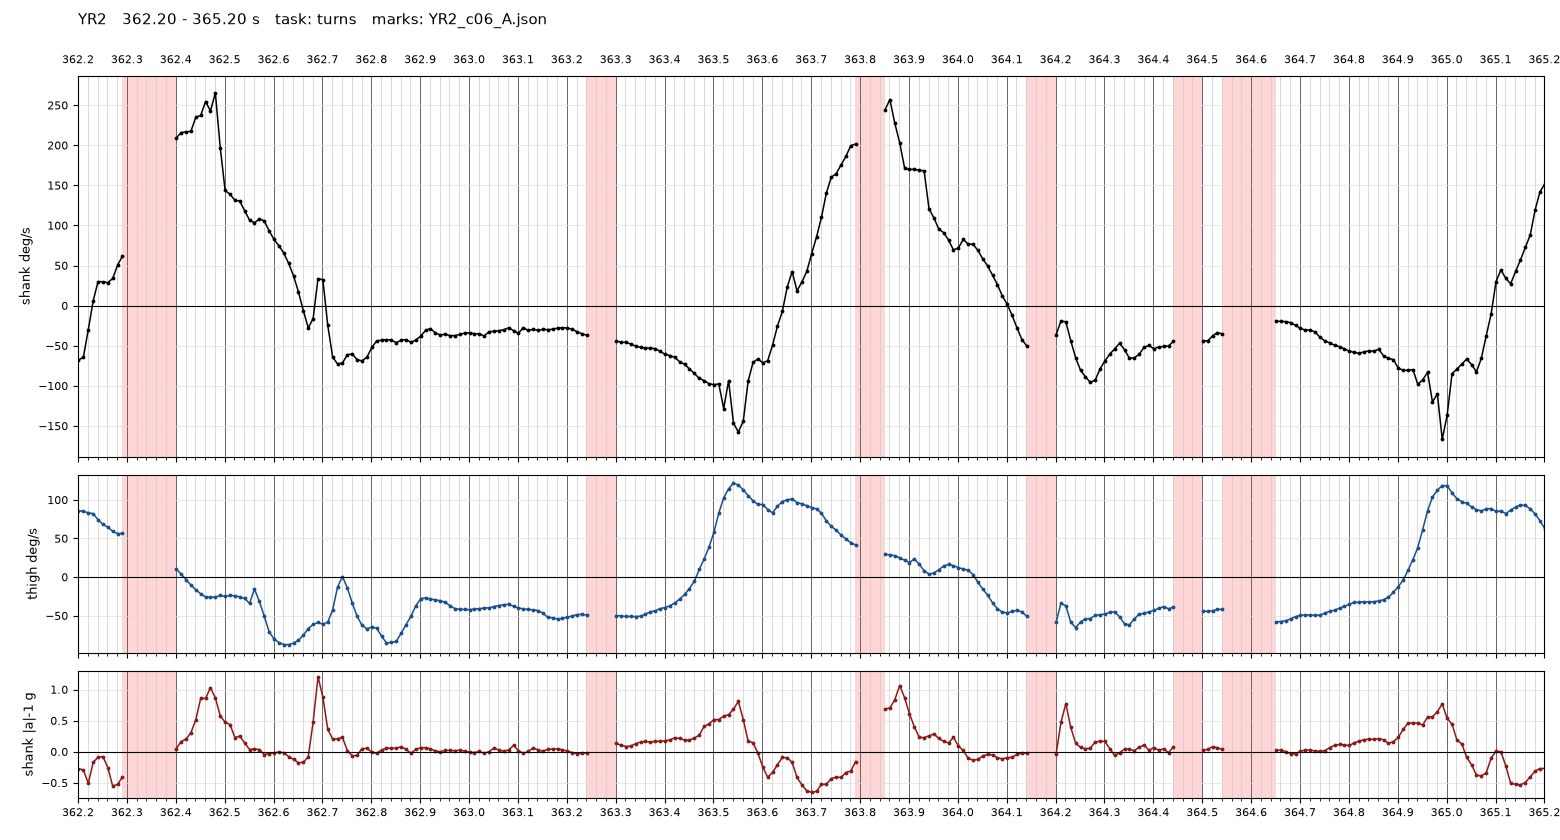 YR2   362.20 - 365.20 s   task: turns   marks: YR2_c06_A.json
362.2 362.3 362.4 362.5 362.6 362.7 362.8 362.9 363.0 363.1 363.2 363.3 363.4 363.5 363.6 363.7 363.8 363.9 364.0 364.1 364.2 364.3 364.4 364.5 364.6 364.7 364.8 364.9 365.0 365.1 365.2
shank deg/s
250
200
150
100
50
0
−50
−100
−150
thigh deg/s
100
50
0
−50
shank |a|-1 g
1.0
0.5
0.0
−0.5
362.2 362.3 362.4 362.5 362.6 362.7 362.8 362.9 363.0 363.1 363.2 363.3 363.4 363.5 363.6 363.7 363.8 363.9 364.0 364.1 364.2 364.3 364.4 364.5 364.6 364.7 364.8 364.9 365.0 365.1 365.2